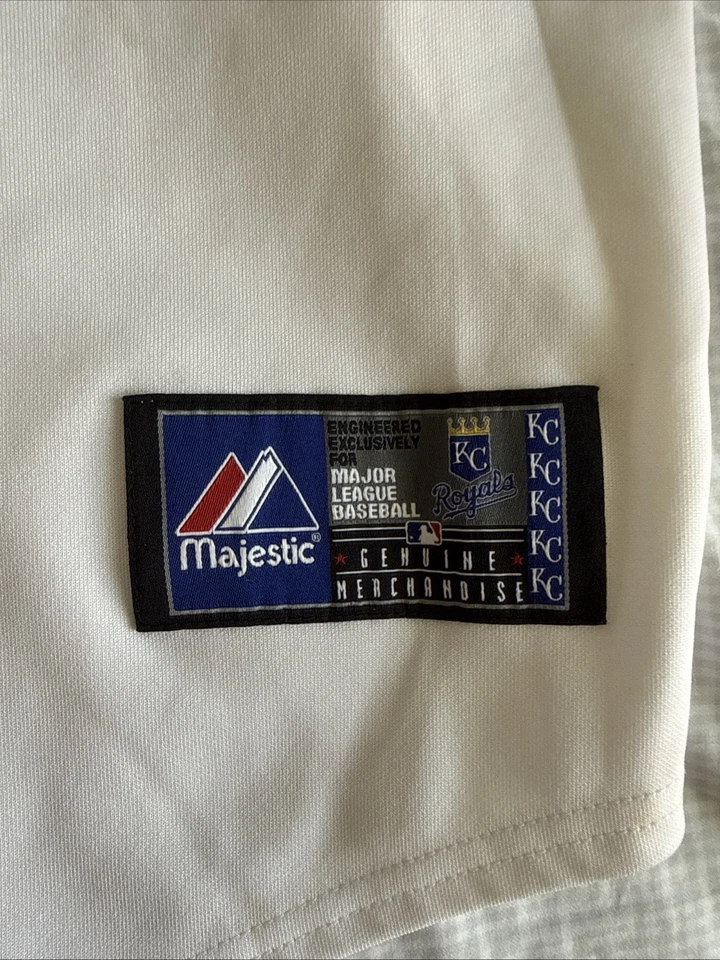 Majestic®
ENGINEERED
EXCLUSIVELY
FOR
MAJOR
LEAGUE
BASEBALL
KC
Royals
GENUINE
MERCHANDISE
KC
KC
KC
KC
KC